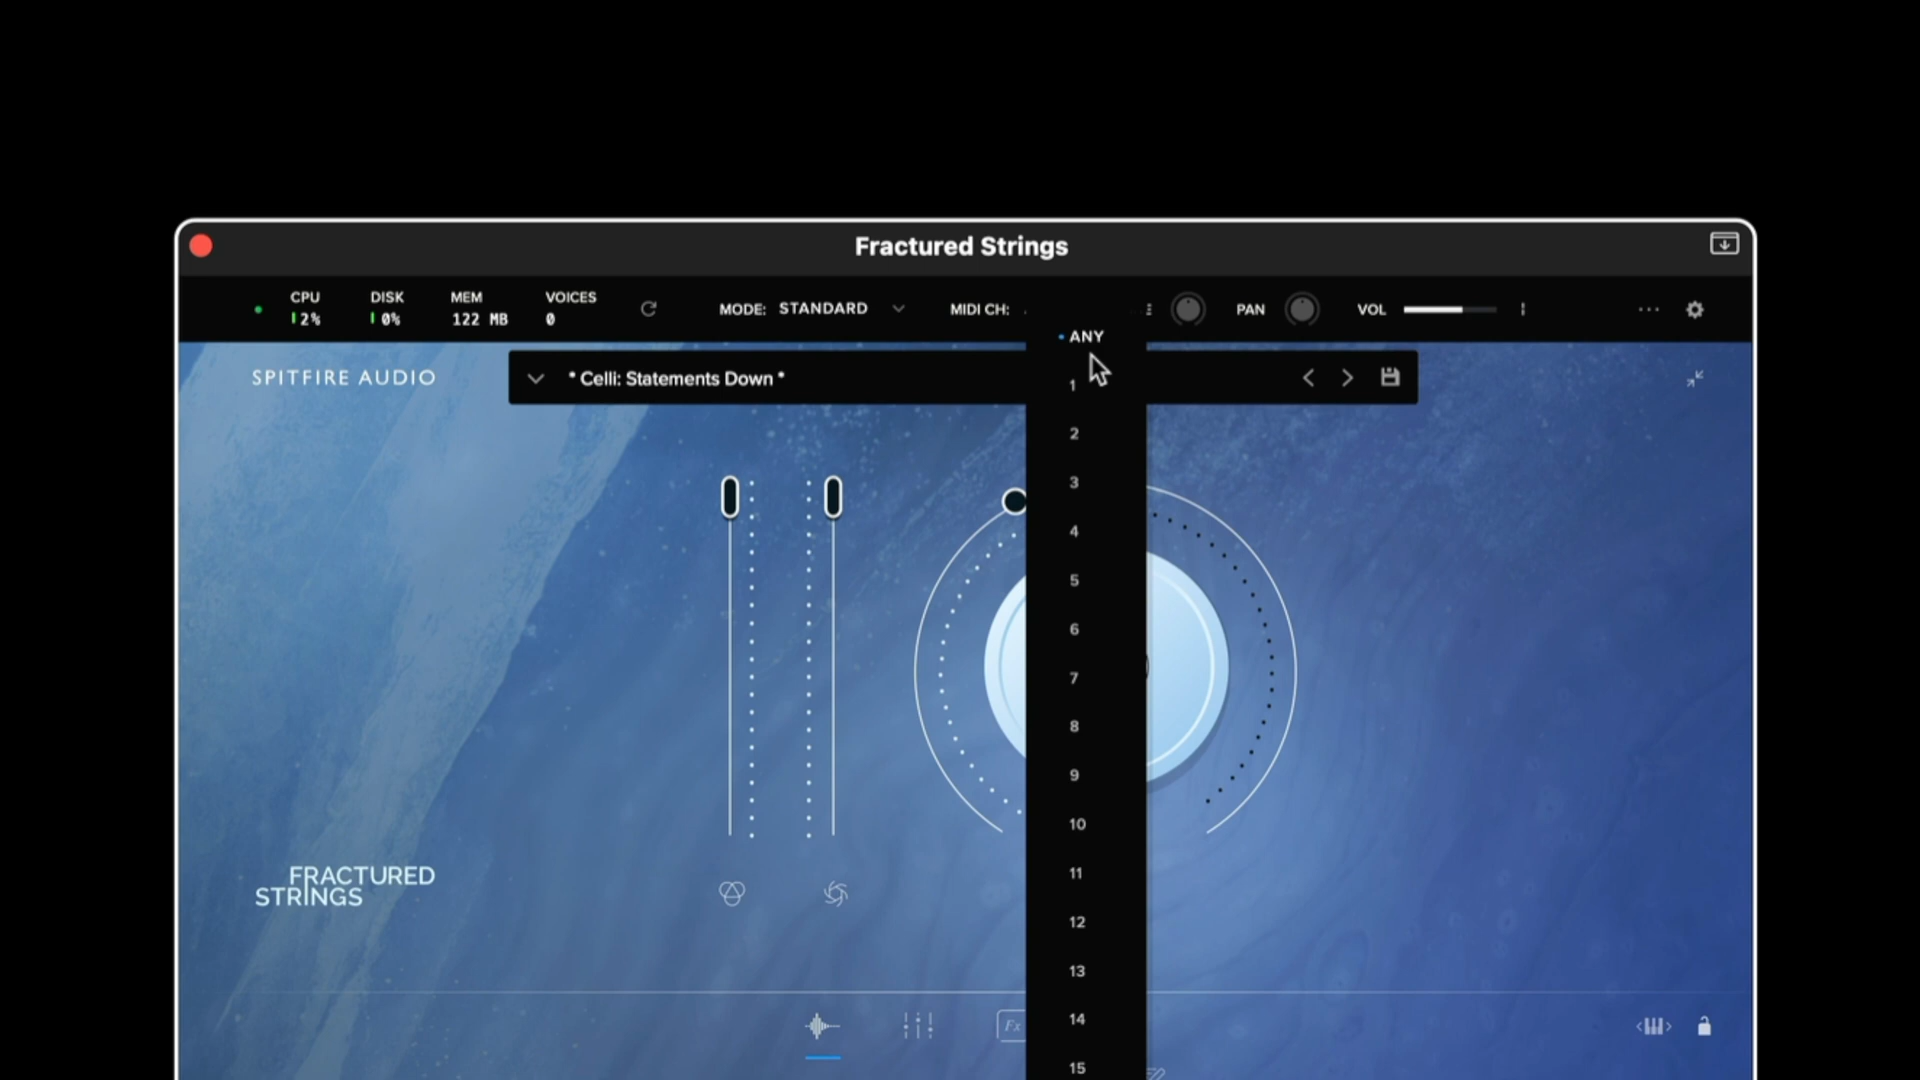 Fractured Strings
CPU DISK MEM VOICES
2% 0% 122 MB 0
MODE: STANDARD MIDI CH: PAN VOL
SPITFIRE AUDIO
* Celli: Statements Down *
ANY
1
2
3
4
5
6
7
8
9
10
11
12
13
14
15
FRACTURED
STRINGS
Fx